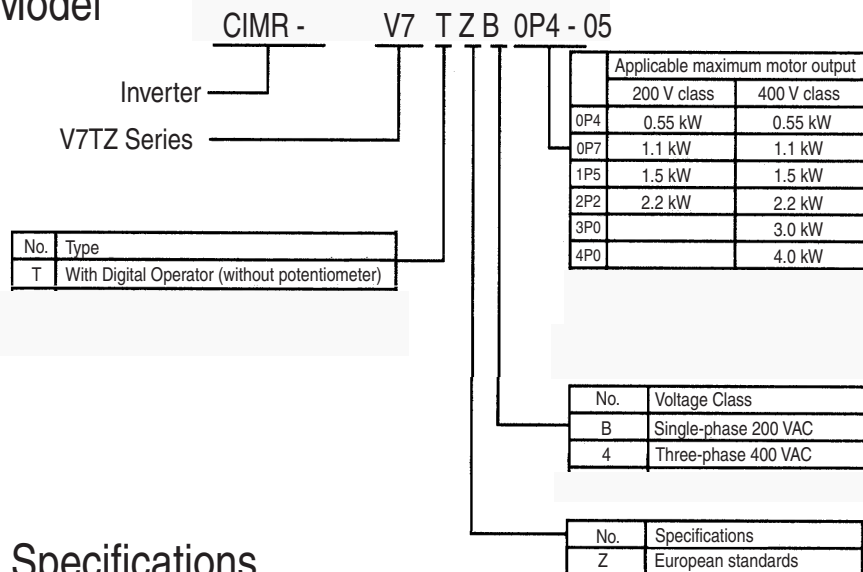 Model
CIMR - V7 T Z B 0P4 - 05
Inverter
V7TZ Series
Applicable maximum motor output
200 V class 400 V class
0P4 0.55 kW 0.55 kW
0P7 1.1 kW 1.1 kW
1P5 1.5 kW 1.5 kW
2P2 2.2 kW 2.2 kW
3P0 3.0 kW
4P0 4.0 kW
No. Type
T With Digital Operator (without potentiometer)
No. Voltage Class
B Single-phase 200 VAC
4 Three-phase 400 VAC
No. Specifications
Z European standards
Specifications